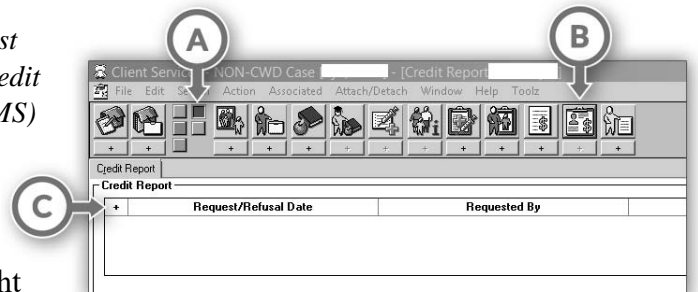 st
edit
MS)
ht
A
B
C
Client Service NON-CWD Case - [Credit Report
File Edit Action Associated Attach/Detach Window Help Toolz
+ + + + + + + + + + + + +
Credit Report
Credit Report
+ Request/Refusal Date Requested By